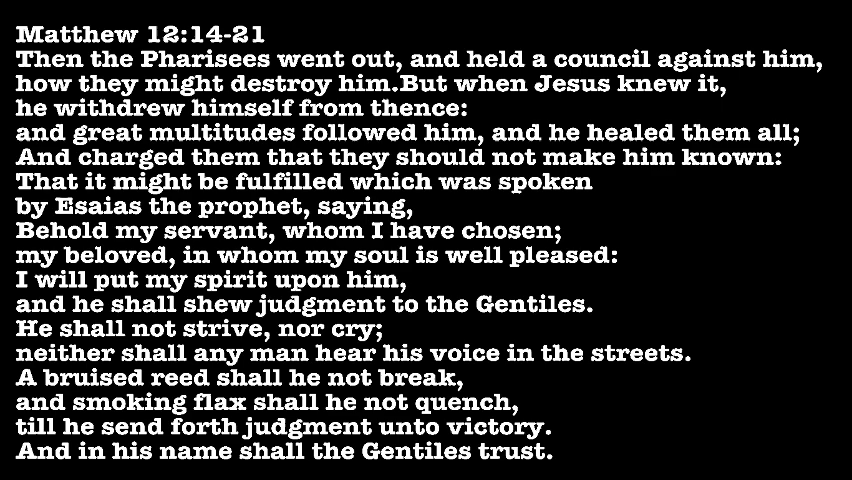 Matthew 12:14-21
Then the Pharisees went out, and held a council against him,
how they might destroy him.But when Jesus knew it,
he withdrew himself from thence:
and great multitudes followed him, and he healed them all;
And charged them that they should not make him known:
That it might be fulfilled which was spoken
by Esaias the prophet, saying,
Behold my servant, whom I have chosen;
my beloved, in whom my soul is well pleased:
I will put my spirit upon him,
and he shall shew judgment to the Gentiles.
He shall not strive, nor cry;
neither shall any man hear his voice in the streets.
A bruised reed shall he not break,
and smoking flax shall he not quench,
till he send forth judgment unto victory.
And in his name shall the Gentiles trust.